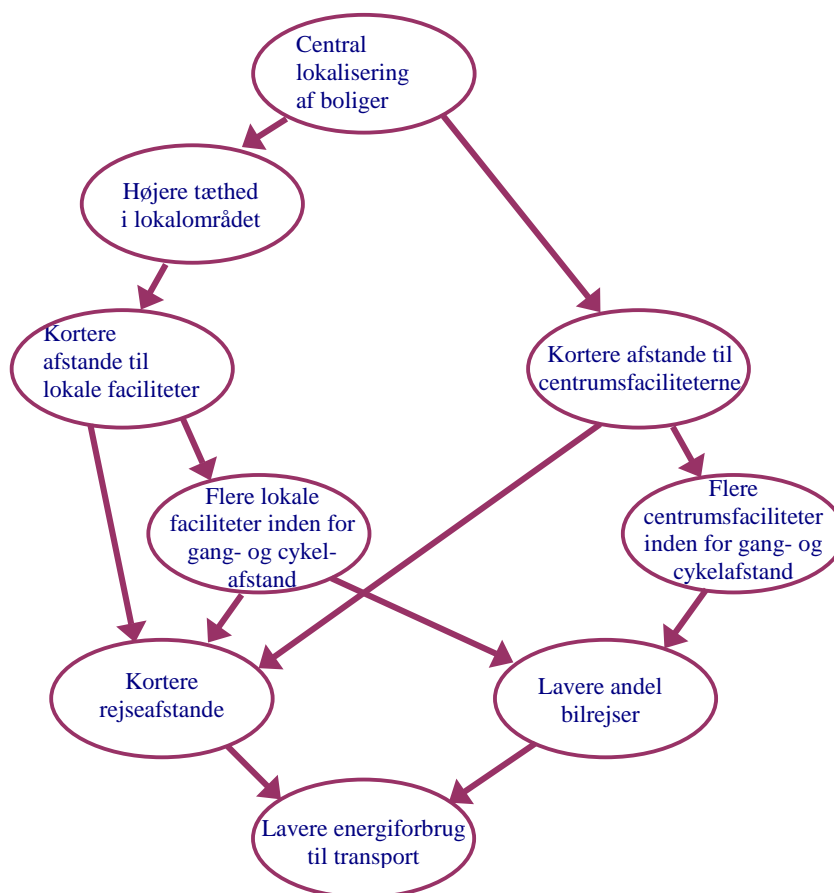 Central
lokalisering
af boliger
Højere tæthed
i lokalområdet
Kortere
afstande til
lokale faciliteter
Kortere afstande til
centrumsfaciliteterne
Flere lokale
faciliteter inden for
gang- og cykel-
afstand
Flere
centrumsfaciliteter
inden for gang- og
cykelafstand
Kortere
rejseafstande
Lavere andel
bilrejser
Lavere energiforbrug
til transport